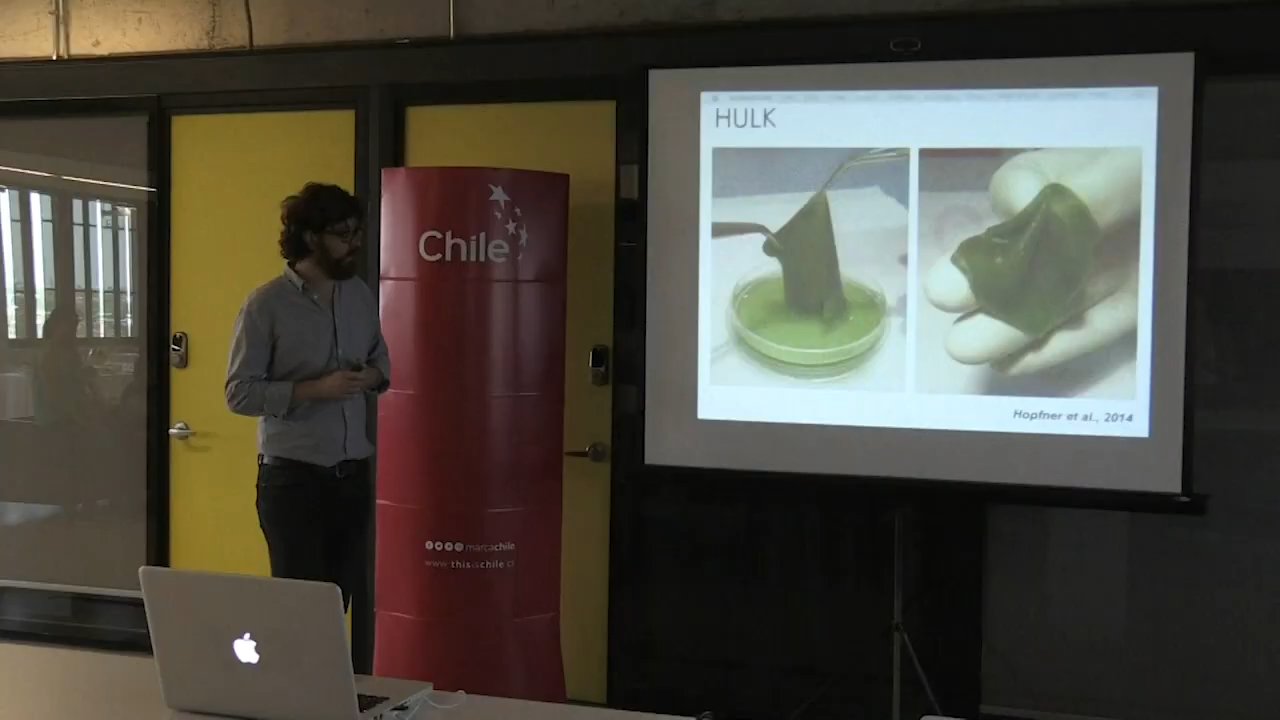 HULK
Hopfner et al., 2014
Chile
marcachile
www.thisischile.cl